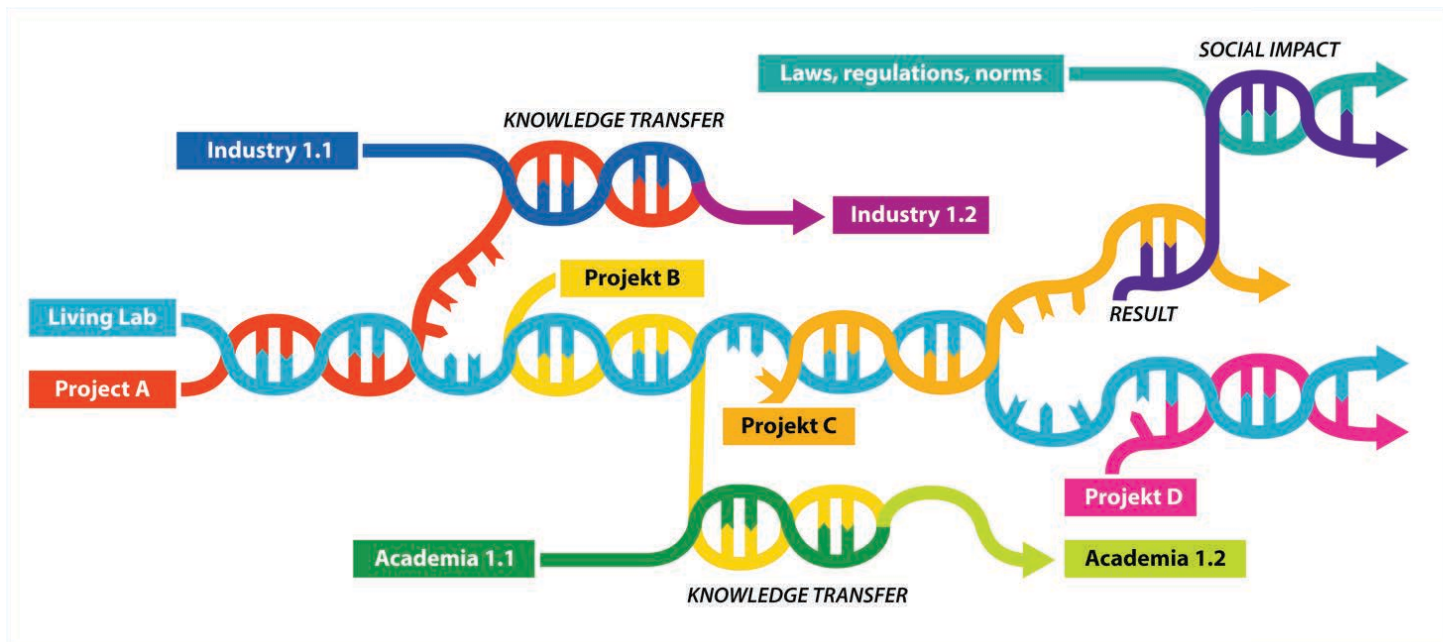 SOCIAL IMPACT
Laws, regulations, norms
KNOWLEDGE TRANSFER
Industry 1.1
Industry 1.2
Projekt B
Living Lab
RESULT
Project A
Projekt C
Projekt D
Academia 1.1
Academia 1.2
KNOWLEDGE TRANSFER